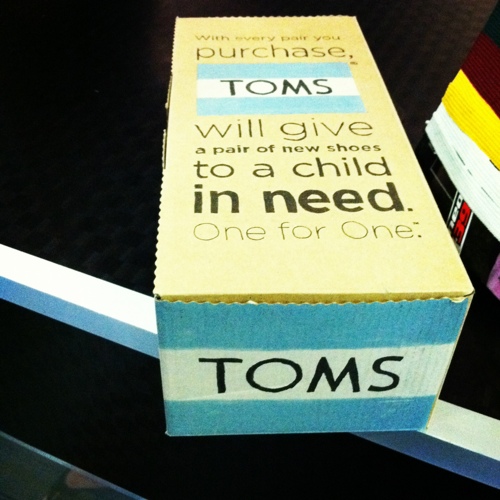 With every pair you
purchase,
TOMS
will give
a pair of new shoes
to a child
in need.
One for One.™
TOMS